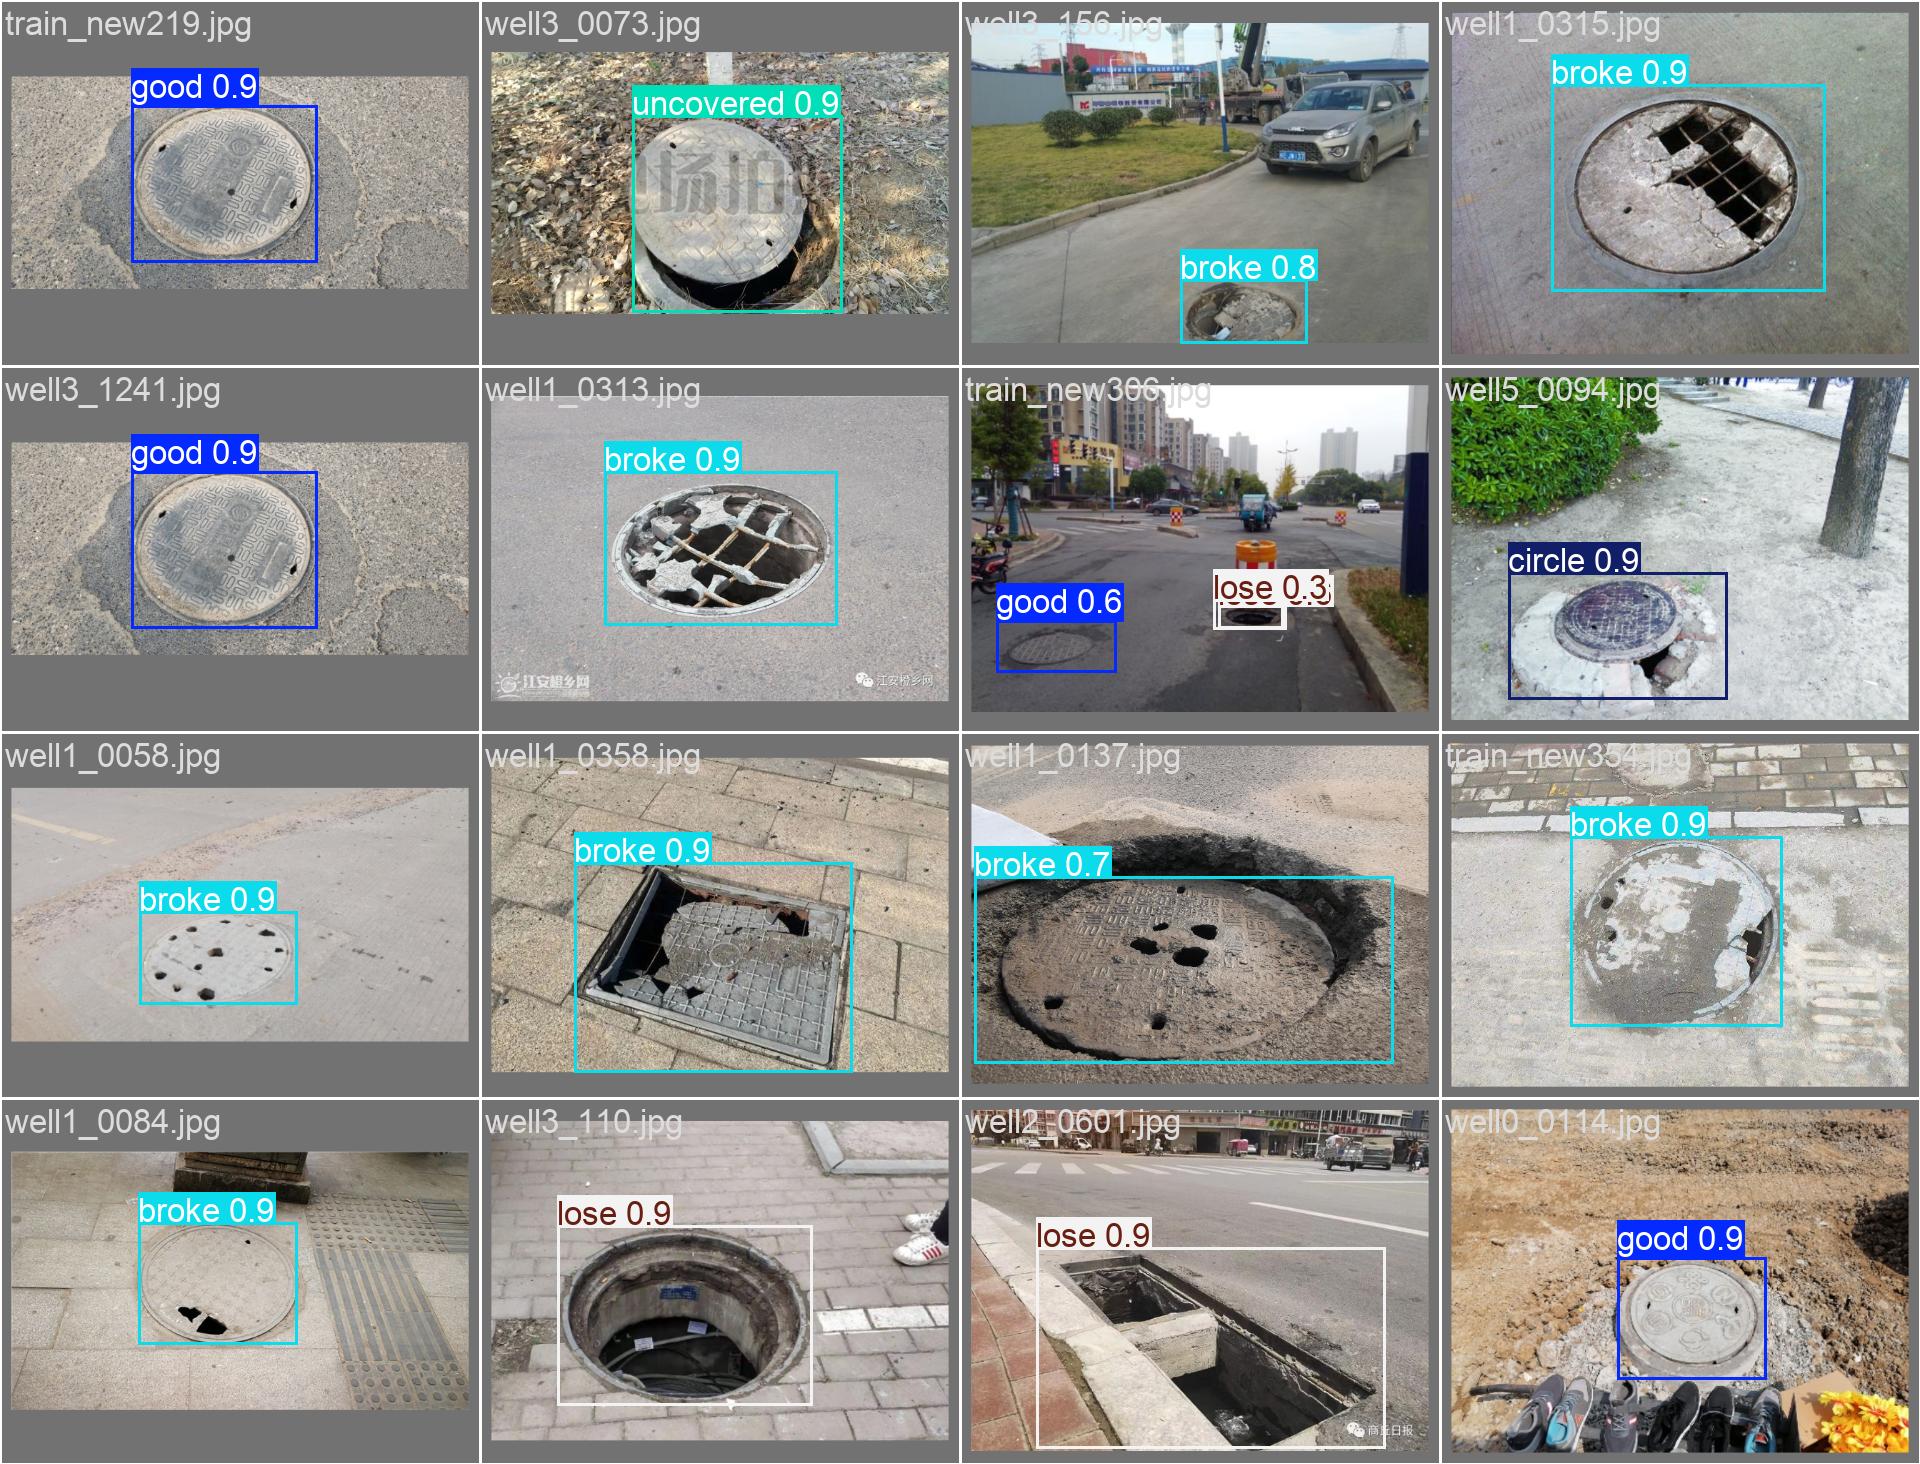 train_new219.jpg
good 0.9
well3_0073.jpg
uncovered 0.9
场拍
well3_156.jpg
broke 0.8
well1_0315.jpg
broke 0.9
well3_1241.jpg
good 0.9
well1_0313.jpg
broke 0.9
江安橙乡网
江安橙乡网
train_new306.jpg
good 0.6
lose 0.3
well5_0094.jpg
circle 0.9
well1_0058.jpg
broke 0.9
well1_0358.jpg
broke 0.9
well1_0137.jpg
broke 0.7
train_new354.jpg
broke 0.9
well1_0084.jpg
broke 0.9
well3_110.jpg
lose 0.9
well2_0601.jpg
lose 0.9
商丘日报
well0_0114.jpg
good 0.9